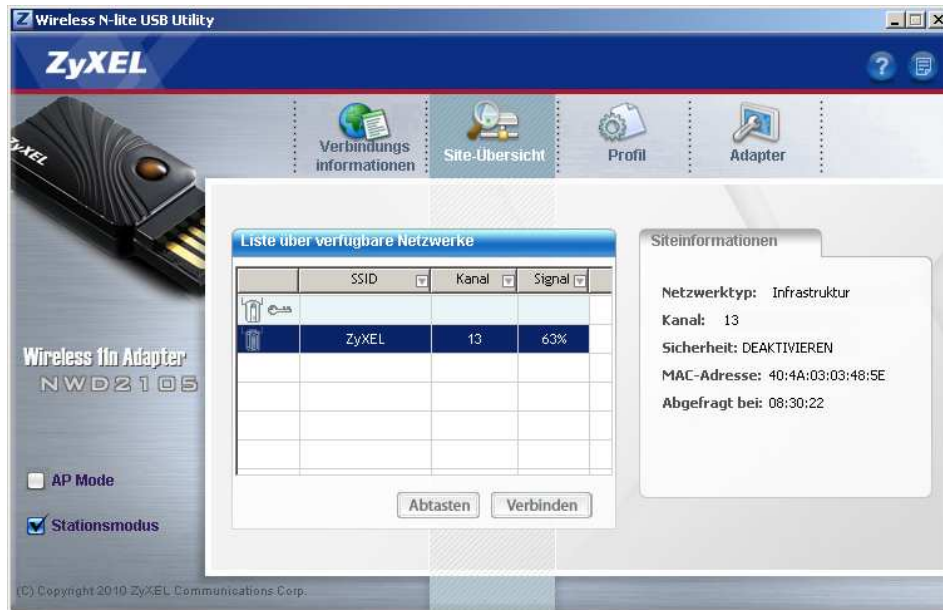 Wireless N-lite USB Utility
ZyXEL
ZyXEL
Verbindungs
informationen
Site-Übersicht
Profil
Adapter
Liste über verfugbare Netzwerke
SSID Kanal Signal
ZyXEL 13 63%
Abtasten Verbinden
Siteinformationen
Netzwerktyp: Infrastruktur
Kanal: 13
Sicherheit: DEAKTIVIEREN
MAC-Adresse: 40:4A:03:03:48:5E
Abgefragt bei: 08:30:22
Wireless 11n Adapter
NWD2105
AP Mode
Stationsmodus
(C) Copyright 2010 ZyXEL Communications Corp.